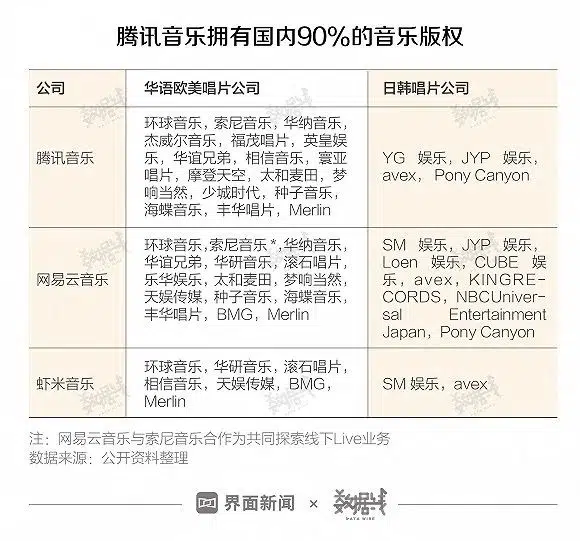 腾讯音乐拥有国内90%的音乐版权
公司
华语欧美唱片公司
日韩唱片公司
腾讯音乐
环球音乐，索尼音乐，华纳音乐，
杰威尔音乐，福茂唱片，英皇娱
乐，华谊兄弟，相信音乐，寰亚
唱片，摩登天空，太和麦田，梦
响当然，少城时代，种子音乐，
海蝶音乐，丰华唱片，Merlin
YG 娱乐，JYP 娱乐，
avex， Pony Canyon
网易云音乐
环球音乐，索尼音乐*，华纳音乐，
华谊兄弟，华研音乐，滚石唱片，
乐华娱乐，太和麦田，梦响当然，
天娱传媒，种子音乐，海蝶音乐，
丰华唱片，BMG，Merlin
SM 娱乐，JYP 娱乐，
Loen 娱乐，CUBE 娱
乐，avex，KINGRE-
CORDS，NBCUniver-
sal Entertainment
Japan，Pony Canyon
虾米音乐
环球音乐，华研音乐，滚石唱片，
相信音乐，天娱传媒，BMG，
Merlin
SM 娱乐，avex
注：网易云音乐与索尼音乐合作为共同探索线下Live业务
数据来源：公开资料整理
界面新闻 × 数据线
DATA WIRE